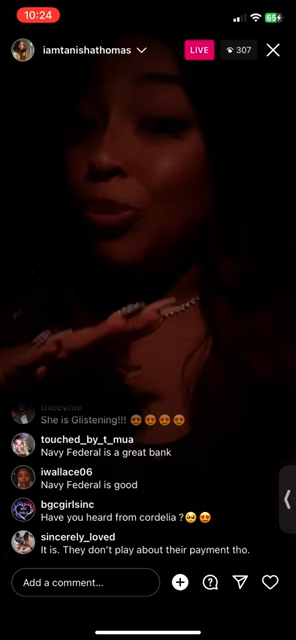 10:24
65
iamtanishathomas
LIVE
307
theevhie
She is Glistening!!! 😍😍😍😍
touched_by_t_mua
Navy Federal is a great bank
iwallace06
Navy Federal is good
bgcgirlsinc
Have you heard from cordelia ?🥺😍
sincerely_loved
It is. They don't play about their payment tho.
Add a comment...